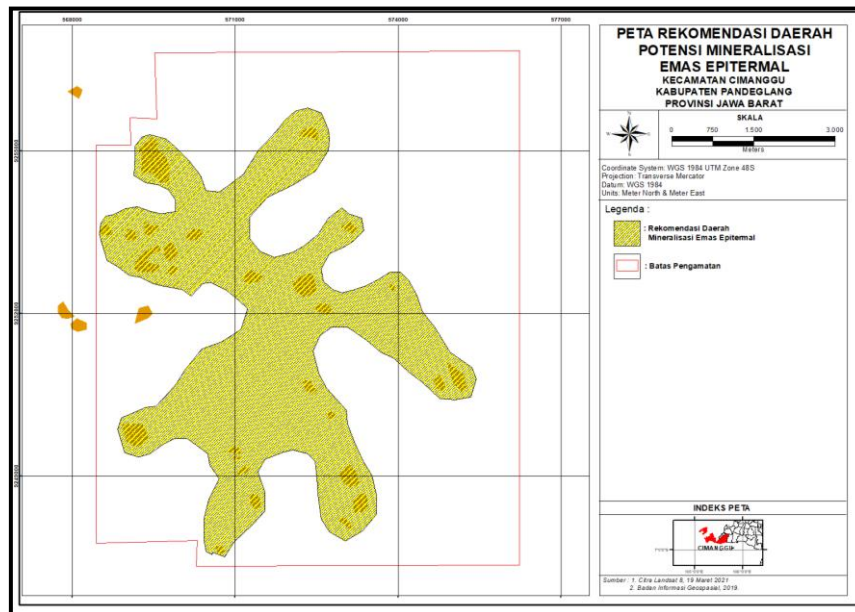 568000 571000 574000 577000
9255000
9252000
9249000
PETA REKOMENDASI DAERAH
POTENSI MINERALISASI
EMAS EPITERMAL
KECAMATAN CIMANGGU
KABUPATEN PANDEGLANG
PROVINSI JAWA BARAT
SKALA
0 750 1.500 3.000
Meters
Coordinate System: WGS 1984 UTM Zone 48S
Projection: Transverse Mercator
Datum: WGS 1984
Units: Meter North & Meter East
Legenda :
: Rekomendasi Daerah
Mineralisasi Emas Epitermal
: Batas Pengamatan
INDEKS PETA
CIMANGGU
Sumber : 1. Citra Landsat 8, 19 Maret 2021
2. Badan Informasi Geospasial, 2019